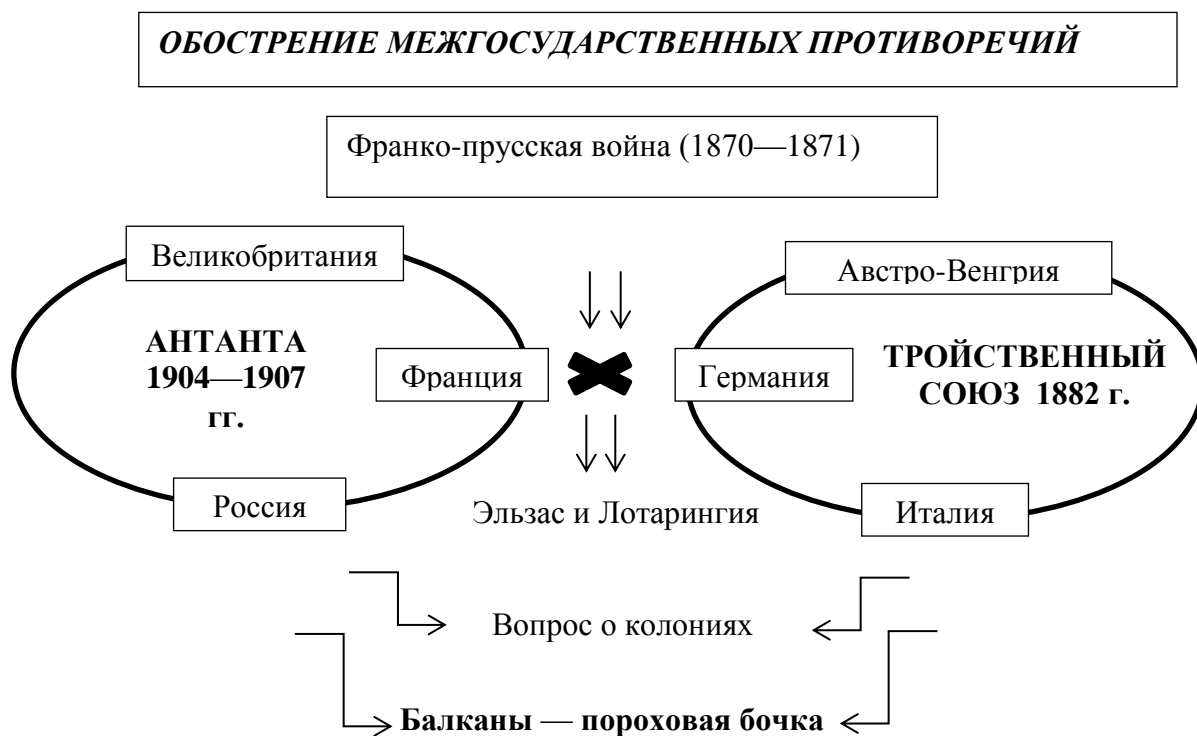 ОБОСТРЕНИЕ МЕЖГОСУДАРСТВЕННЫХ ПРОТИВОРЕЧИЙ
Франко-прусская война (1870—1871)
Великобритания
АНТАНТА
1904—1907
гг.
Франция
Россия
Австро-Венгрия
Германия
ТРОЙСТВЕННЫЙ
СОЮЗ 1882 г.
Италия
Эльзас и Лотарингия
Вопрос о колониях
Балканы — пороховая бочка